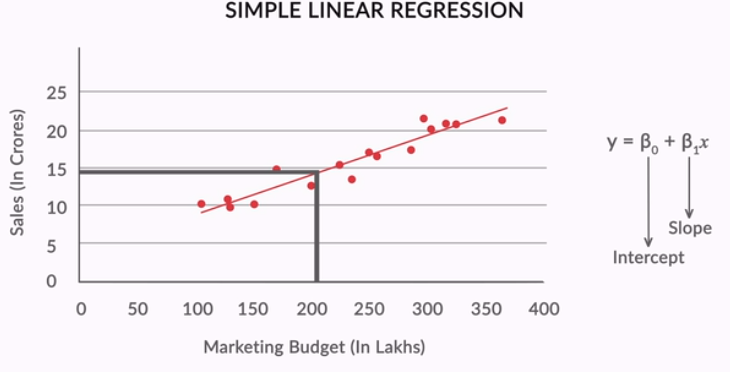 SIMPLE LINEAR REGRESSION
Sales (In Crores)
25
20
15
10
5
0
0 50 100 150 200 250 300 350 400
Marketing Budget (In Lakhs)
y = β₀ + β₁x
Slope
Intercept